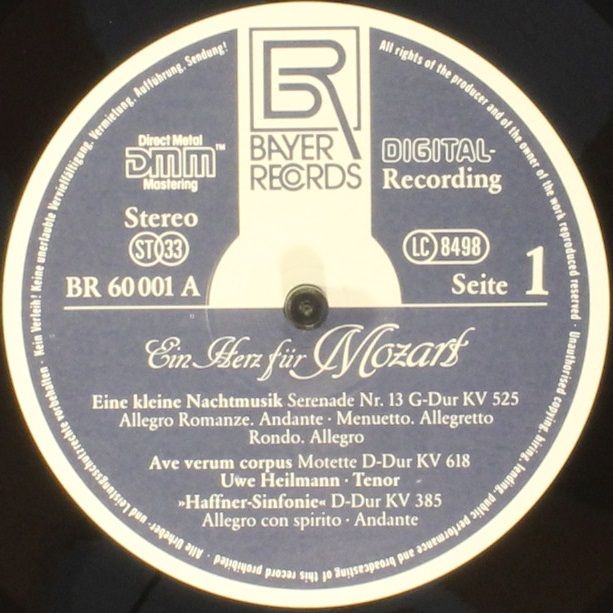 Kein Verleih! Keine unerlaubte Vervielfältigung, Vermietung, Aufführung, Sendung!
All rights of the producer and of the owner of the work reproduced reserved · Unauthorised copying, hiring, lending, public performance and broadcasting of this record prohibited · Alle Urheber- und Leistungsschutzrechte vorbehalten ·
BR
BAYER
RECORDS
Direct Metal
DMM™
Mastering
DIGITAL-
Recording
Stereo
ST 33
LC 8498
BR 60 001 A
Seite 1
Ein Herz für Mozart
Eine kleine Nachtmusik Serenade Nr. 13 G-Dur KV 525
Allegro Romanze. Andante · Menuetto. Allegretto
Rondo. Allegro
Ave verum corpus Motette D-Dur KV 618
Uwe Heilmann · Tenor
»Haffner-Sinfonie« D-Dur KV 385
Allegro con spirito · Andante